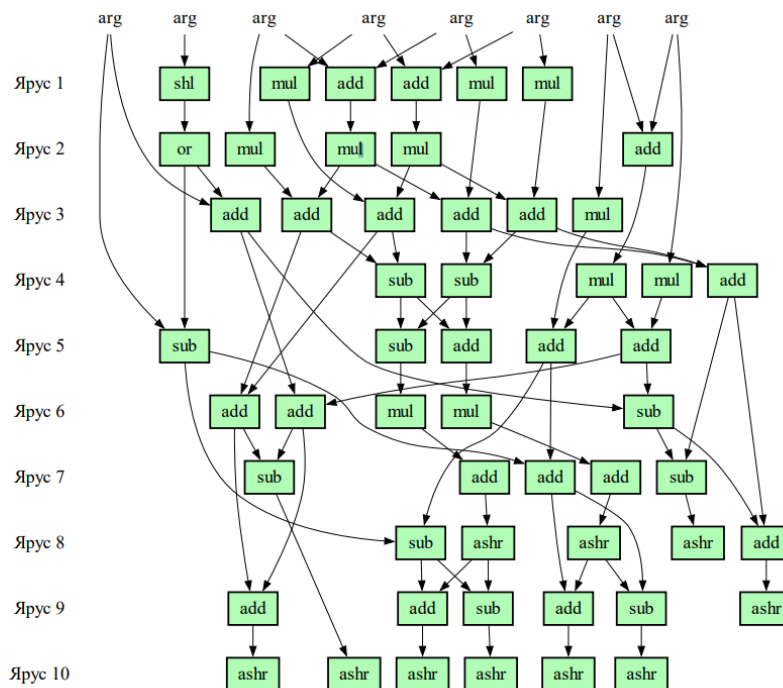 arg arg arg arg arg arg arg arg
Ярус 1 shl mul add add mul mul
Ярус 2 or mul mul mul add
Ярус 3 add add add add add mul
Ярус 4 sub sub mul mul add
Ярус 5 sub sub add add add
Ярус 6 add add mul mul sub
Ярус 7 sub add add add sub
Ярус 8 sub ashr ashr ashr add
Ярус 9 add add sub add sub ashr
Ярус 10 ashr ashr ashr ashr ashr ashr